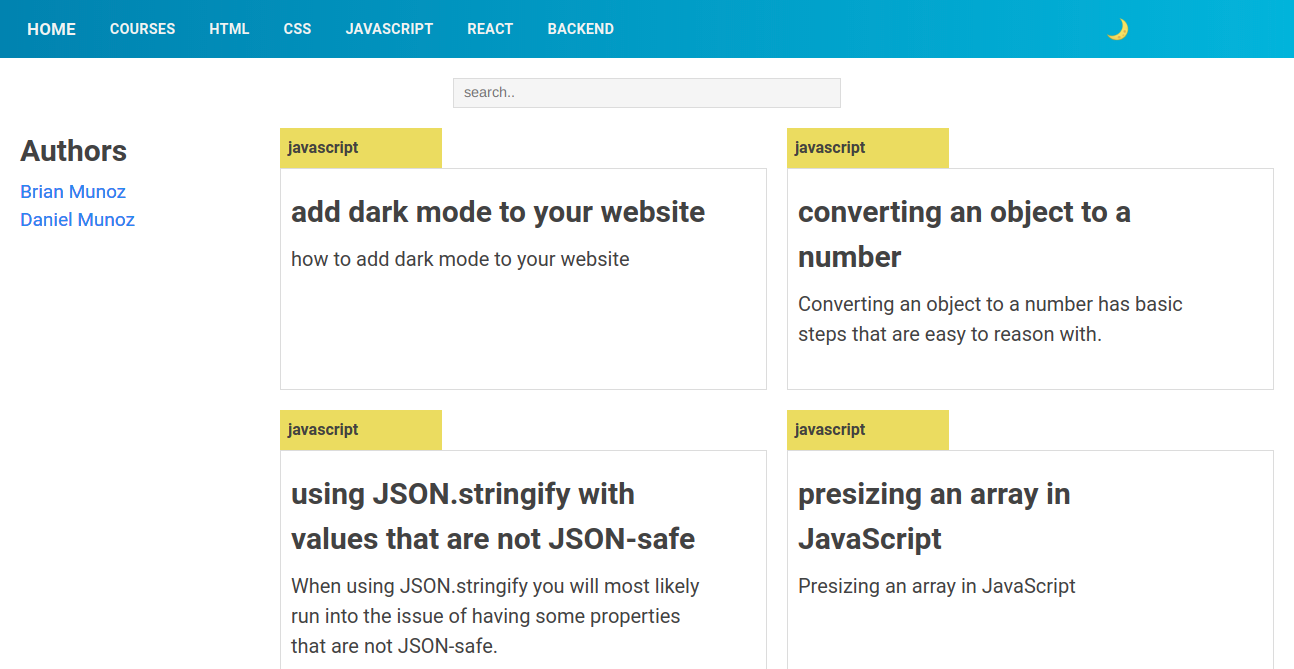 HOME COURSES HTML CSS JAVASCRIPT REACT BACKEND
search..
Authors
Brian Munoz
Daniel Munoz
javascript
add dark mode to your website
how to add dark mode to your website
javascript
converting an object to a
number
Converting an object to a number has basic
steps that are easy to reason with.
javascript
using JSON.stringify with
values that are not JSON-safe
When using JSON.stringify you will most likely
run into the issue of having some properties
that are not JSON-safe.
javascript
presizing an array in
JavaScript
Presizing an array in JavaScript